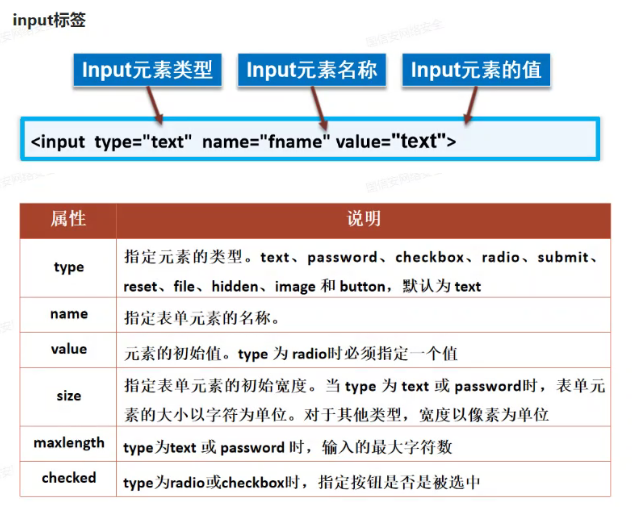 input标签
Input元素类型 Input元素名称 Input元素的值
<input type="text" name="fname" value="text">
属性 说明
type 指定元素的类型。text、password、checkbox、radio、submit、
reset、file、hidden、image 和 button，默认为 text
name 指定表单元素的名称。
value 元素的初始值。type 为 radio时必须指定一个值
size 指定表单元素的初始宽度。当 type 为 text 或 password时，表单元
素的大小以字符为单位。对于其他类型，宽度以像素为单位
maxlength type为text 或 password 时，输入的最大字符数
checked type为radio或checkbox时，指定按钮是否是被选中